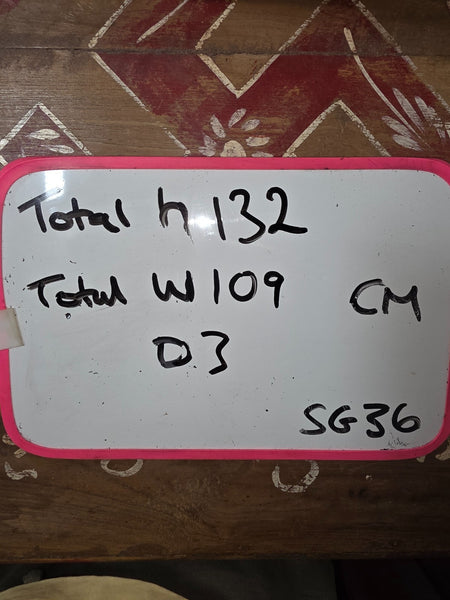 Total h 132
Total W 109
CM
D.3
SG36